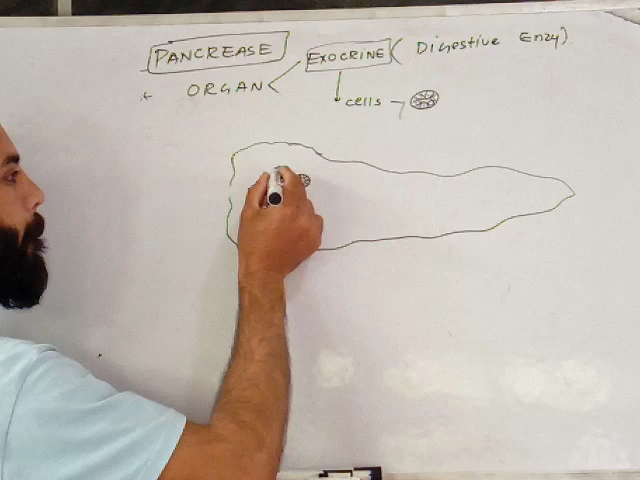 PANCREASE
EXOCRINE ( Digestive Enzy)
* ORGAN
cells